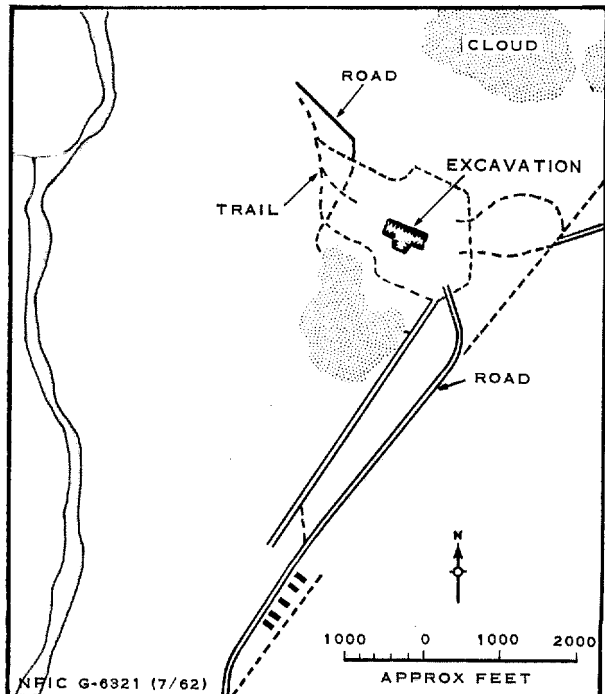 CLOUD
ROAD
EXCAVATION
TRAIL
ROAD
N
1000 0 1000 2000
APPROX FEET
NPIC G-6321 (7/62)